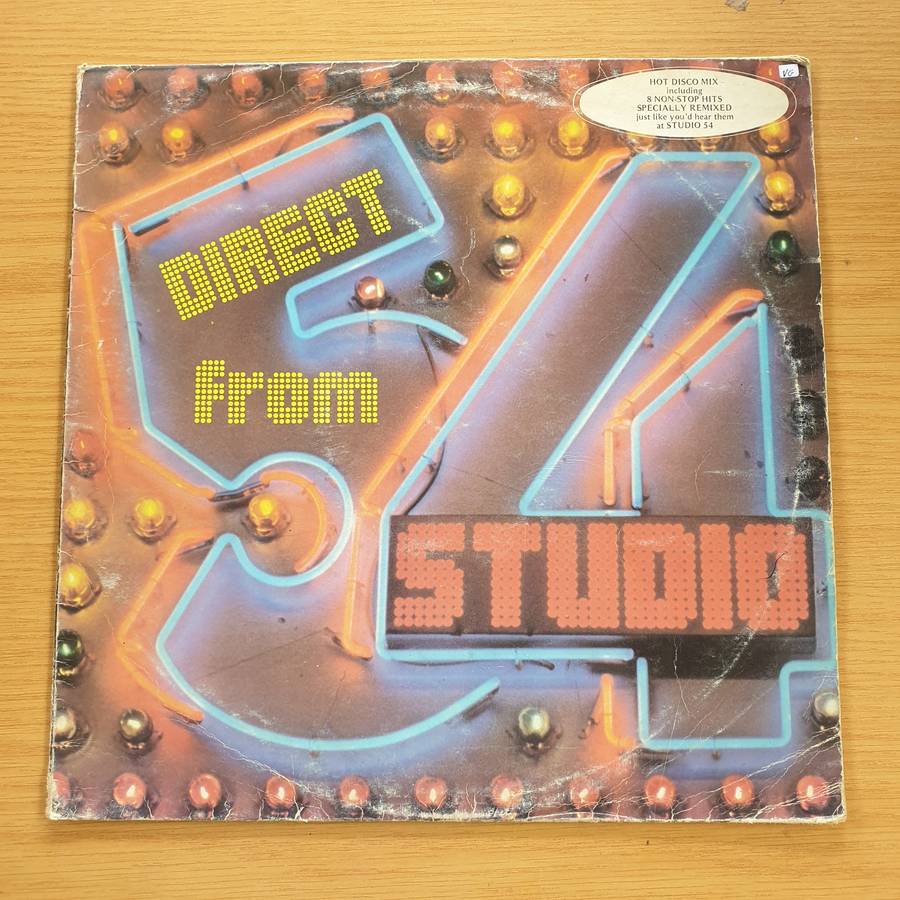 HOT DISCO MIX
including
8 NON-STOP HITS
SPECIALLY REMIXED
just like you'd hear them
at STUDIO 54
VG
DIRECT
from
STUDIO
54